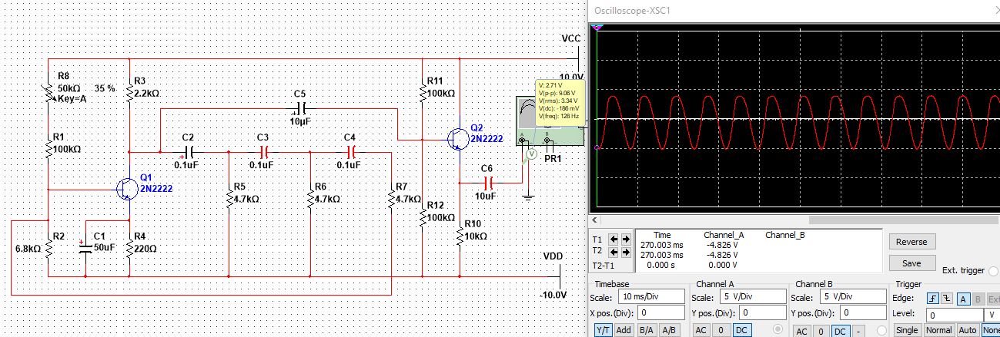 Oscilloscope-XSC1
VCC
10.0V
R8
50kΩ
Key=A
35 %
R3
2.2kΩ
C5
10µF
R11
100kΩ
V: 2.71 V
V(p-p): 9.06 V
V(rms): 3.34 V
V(dc): -186 mV
V(freq): 128 Hz
A
B
V
PR1
R1
100kΩ
C2
0.1uF
C3
0.1uF
C4
0.1uF
Q2
2N2222
C6
10uF
Q1
2N2222
R5
4.7kΩ
R6
4.7kΩ
R7
4.7kΩ
R12
100kΩ
R10
10kΩ
R2
6.8kΩ
C1
50uF
R4
220Ω
VDD
-10.0V
Time Channel_A Channel_B
T1 270.003 ms -4.826 V
T2 270.003 ms -4.826 V
T2-T1 0.000 s 0.000 V
Reverse
Save
Ext. trigger
Timebase
Scale: 10 ms/Div
X pos.(Div): 0
Y/T Add B/A A/B
Channel A
Scale: 5 V/Div
Y pos.(Div): 0
AC 0 DC
Channel B
Scale: 5 V/Div
Y pos.(Div): 0
AC 0 DC -
Trigger
Edge: A B Ext
Level: 0 V
Single Normal Auto None